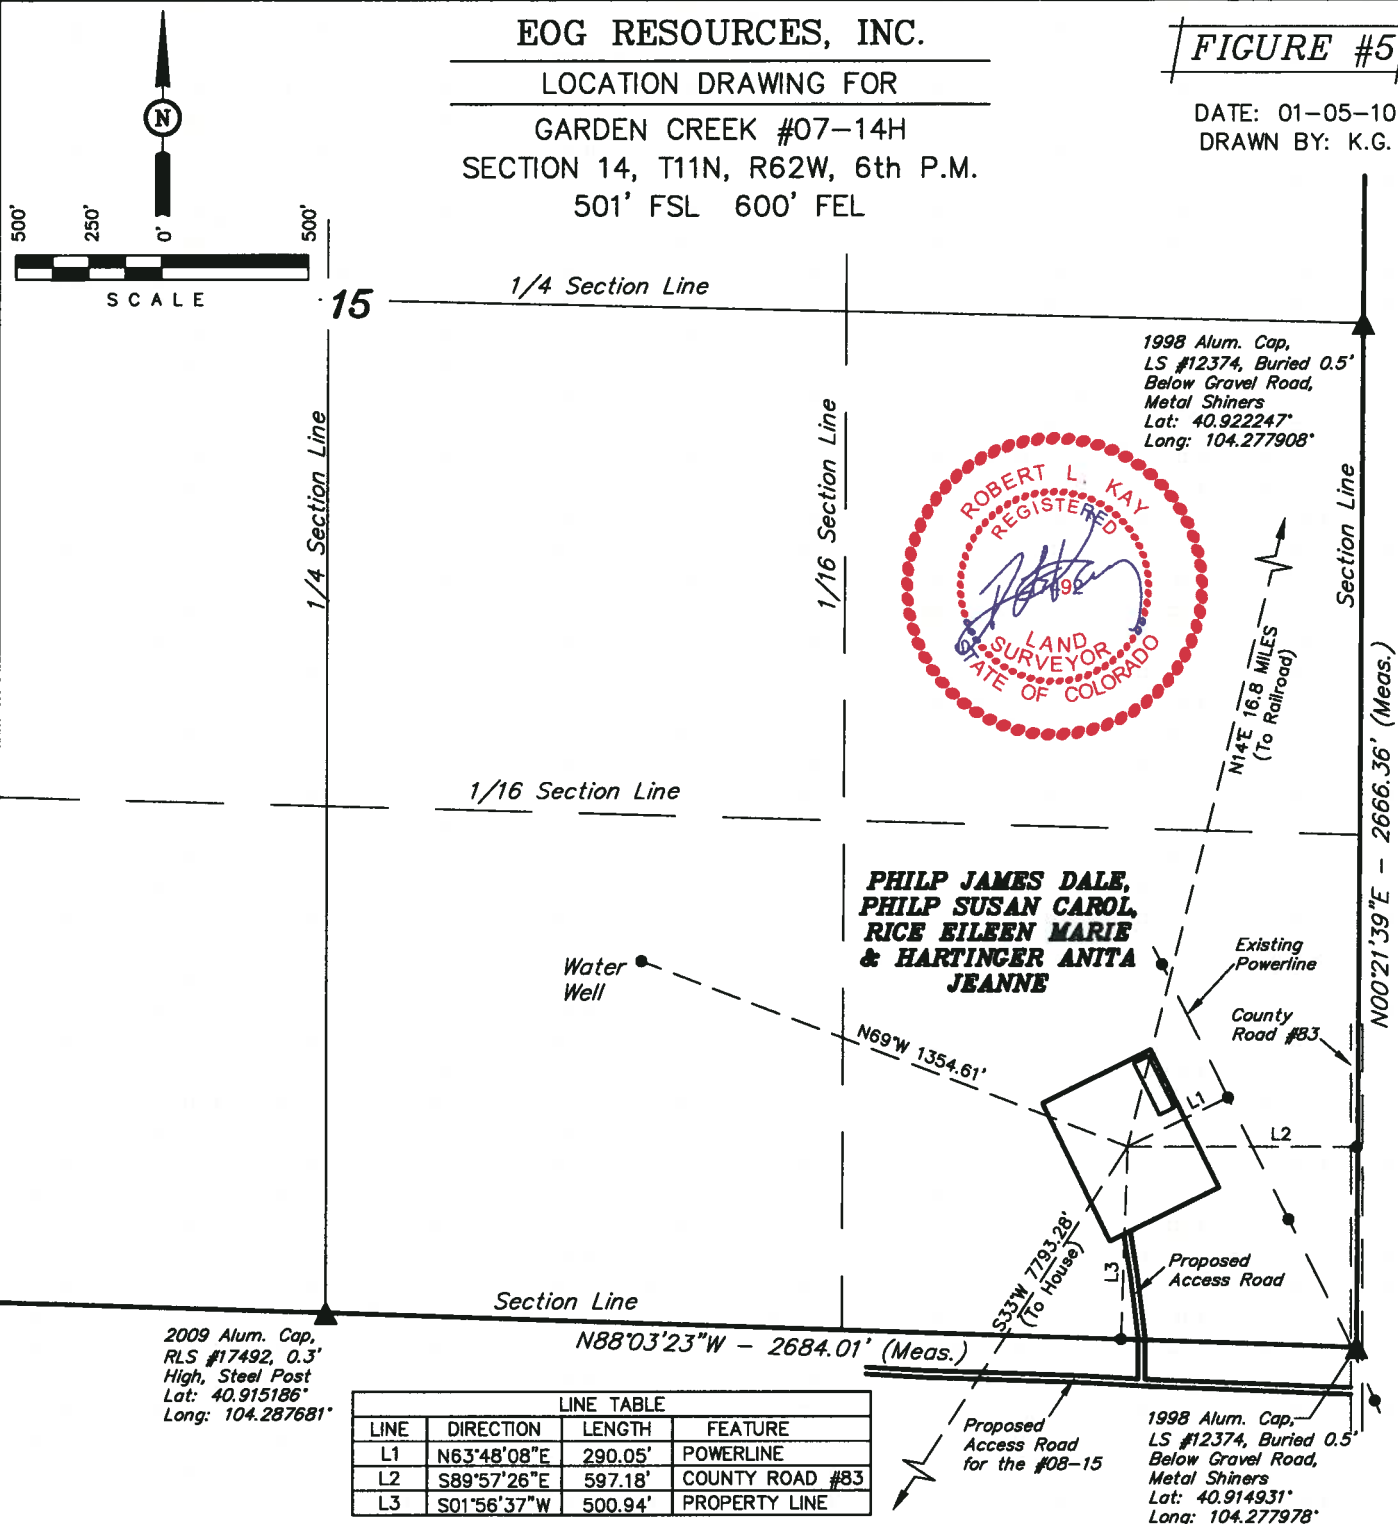 EOG RESOURCES, INC.
LOCATION DRAWING FOR
GARDEN CREEK #07-14H
SECTION 14, T11N, R62W, 6th P.M.
501' FSL 600' FEL
FIGURE #5
DATE: 01-05-10
DRAWN BY: K.G.
N
500' 250' 0' 500'
SCALE
15
1/4 Section Line
1998 Alum. Cap,
LS #12374, Buried 0.5'
Below Gravel Road,
Metal Shiners
Lat: 40.922247°
Long: 104.277908°
1/4 Section Line
1/16 Section Line
Section Line
ROBERT L. KAY
REGISTERED
LAND
SURVEYOR
STATE OF COLORADO
N14°E 16.8 MILES
(To Railroad)
N00°21'39"E - 2666.36' (Meas.)
1/16 Section Line
PHILP JAMES DALE,
PHILP SUSAN CAROL,
RICE EILEEN MARIE
& HARTINGER ANITA
JEANNE
Water
Well
Existing
Powerline
County
Road #83
N69°W 1354.61'
L1
L2
L3
S33°W 7793.28'
(To House)
Proposed
Access Road
Section Line
N88°03'23"W - 2684.01' (Meas.)
2009 Alum. Cap,
RLS #17492, 0.3'
High, Steel Post
Lat: 40.915186°
Long: 104.287681°
LINE TABLE
LINE DIRECTION LENGTH FEATURE
L1 N63°48'08"E 290.05' POWERLINE
L2 S89°57'26"E 597.18' COUNTY ROAD #83
L3 S01°56'37"W 500.94' PROPERTY LINE
Proposed
Access Road
for the #08-15
1998 Alum. Cap,
LS #12374, Buried 0.5'
Below Gravel Road,
Metal Shiners
Lat: 40.914931°
Long: 104.277978°